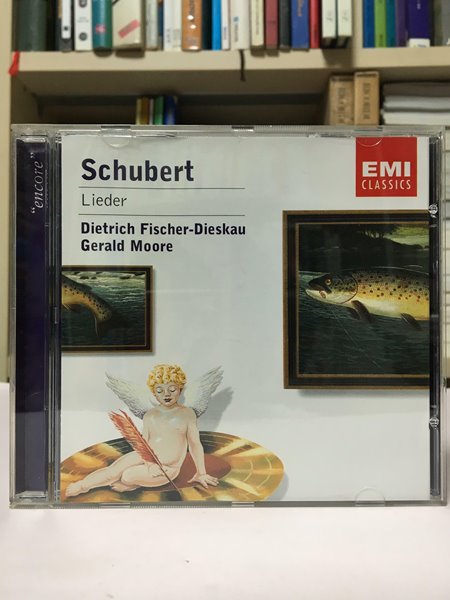 Schubert
Lieder
Dietrich Fischer-Dieskau
Gerald Moore
EMI
CLASSICS
"encore"